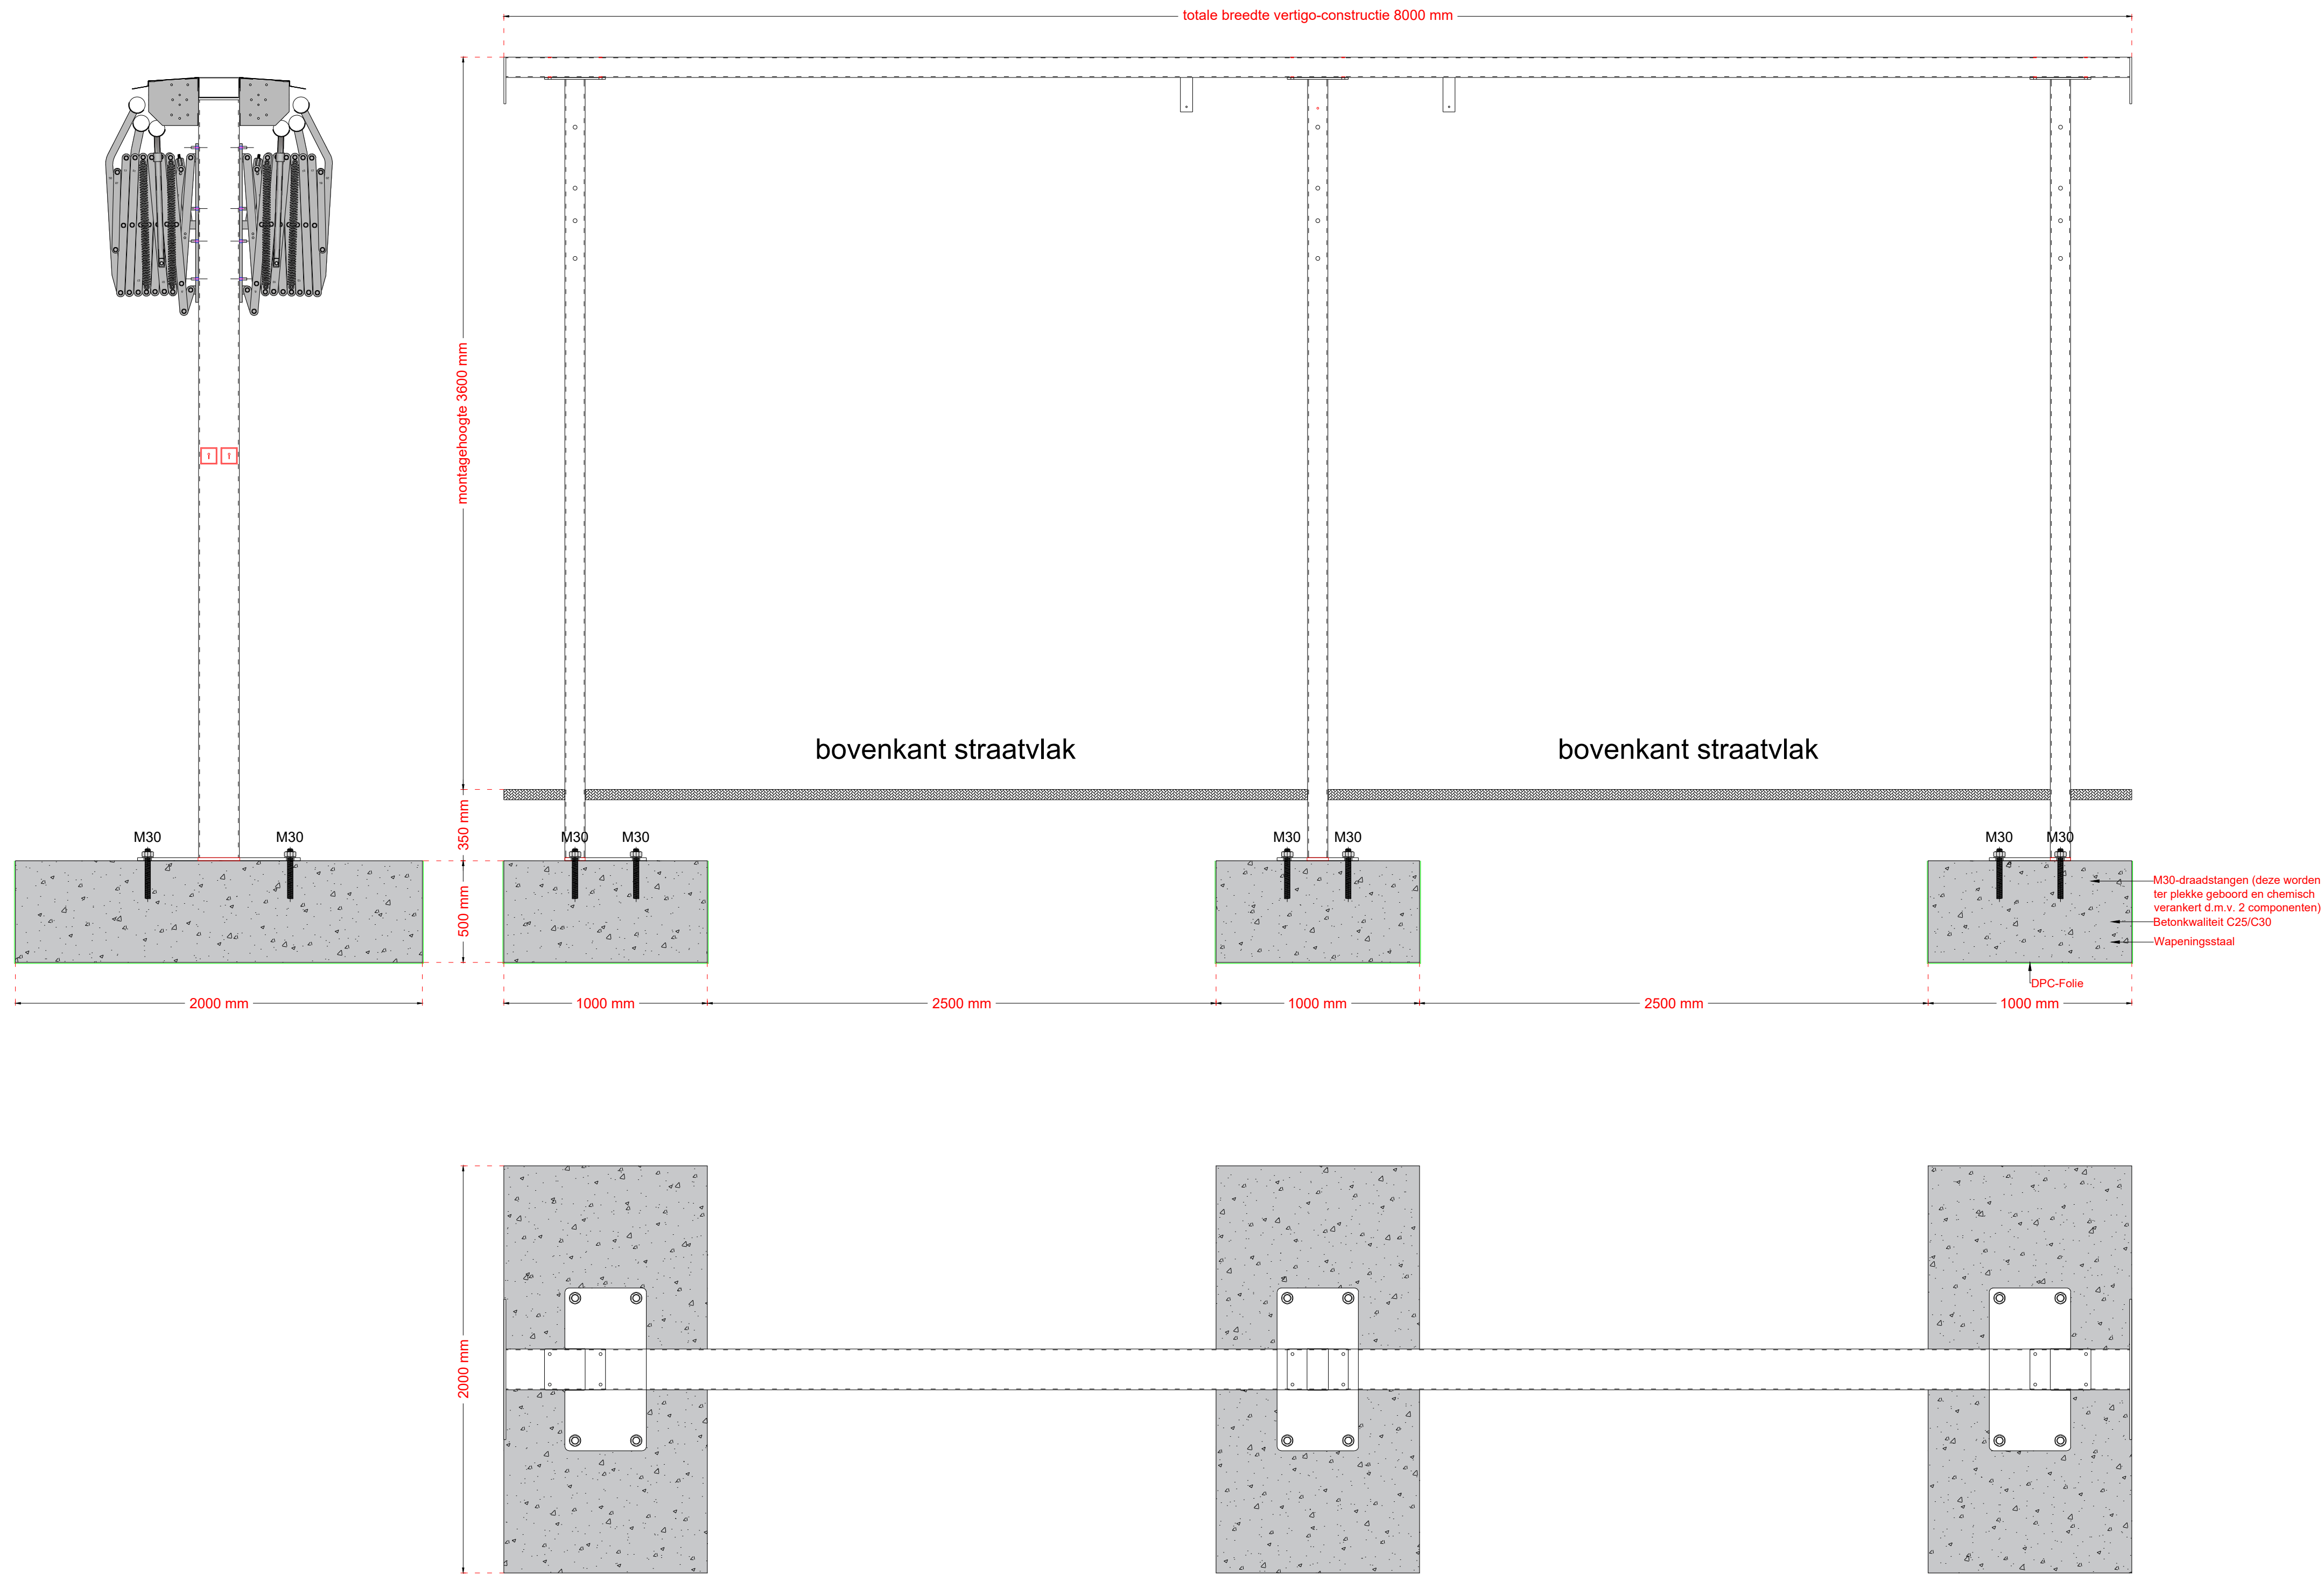 totale breedte vertigo-constructie 8000 mm
montagehoogte 3600 mm
bovenkant straatvlak
bovenkant straatvlak
350 mm
M30
M30
M30
M30
M30
M30
M30
M30
500 mm
M30-draadstangen (deze worden
ter plekke geboord en chemisch
verankert d.m.v. 2 componenten)
Betonkwaliteit C25/C30
Wapeningsstaal
DPC-Folie
2000 mm
1000 mm
2500 mm
1000 mm
2500 mm
1000 mm
2000 mm